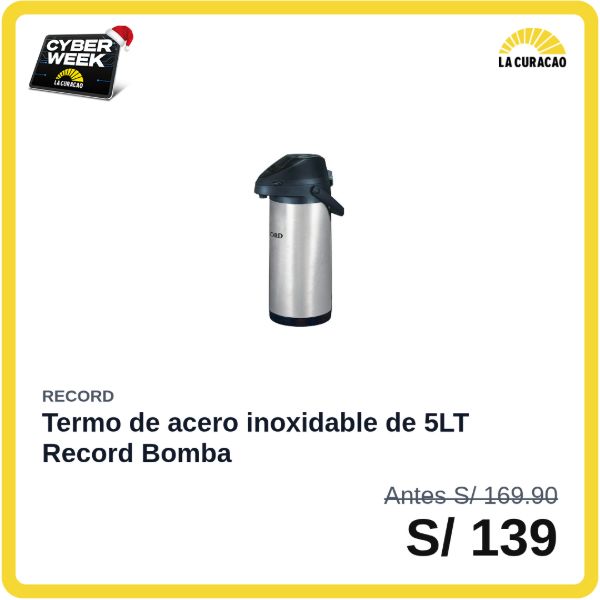 CYBER
WEEK
LA CURACAO
LA CURACAO
RECORD
Termo de acero inoxidable de 5LT
Record Bomba
Antes S/ 169.90
S/ 139